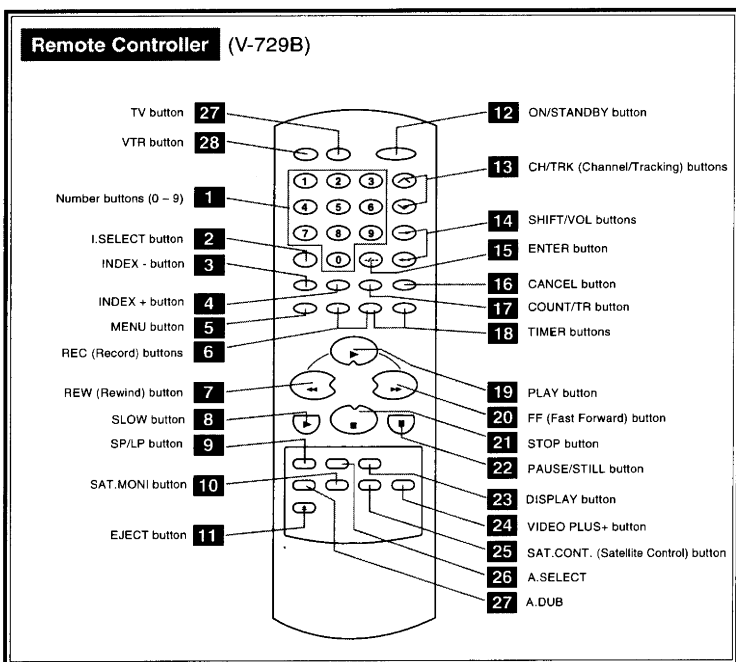 Remote Controller (V-729B)
TV button 27
VTR button 28
Number buttons (0 – 9) 1
I.SELECT button 2
INDEX - button 3
INDEX + button 4
MENU button 5
REC (Record) buttons 6
REW (Rewind) button 7
SLOW button 8
SP/LP button 9
SAT.MONI button 10
EJECT button 11
1 2 3
4 5 6
7 8 9
0
12 ON/STANDBY button
13 CH/TRK (Channel/Tracking) buttons
14 SHIFT/VOL buttons
15 ENTER button
16 CANCEL button
17 COUNT/TR button
18 TIMER buttons
19 PLAY button
20 FF (Fast Forward) button
21 STOP button
22 PAUSE/STILL button
23 DISPLAY button
24 VIDEO PLUS+ button
25 SAT.CONT. (Satellite Control) button
26 A.SELECT
27 A.DUB